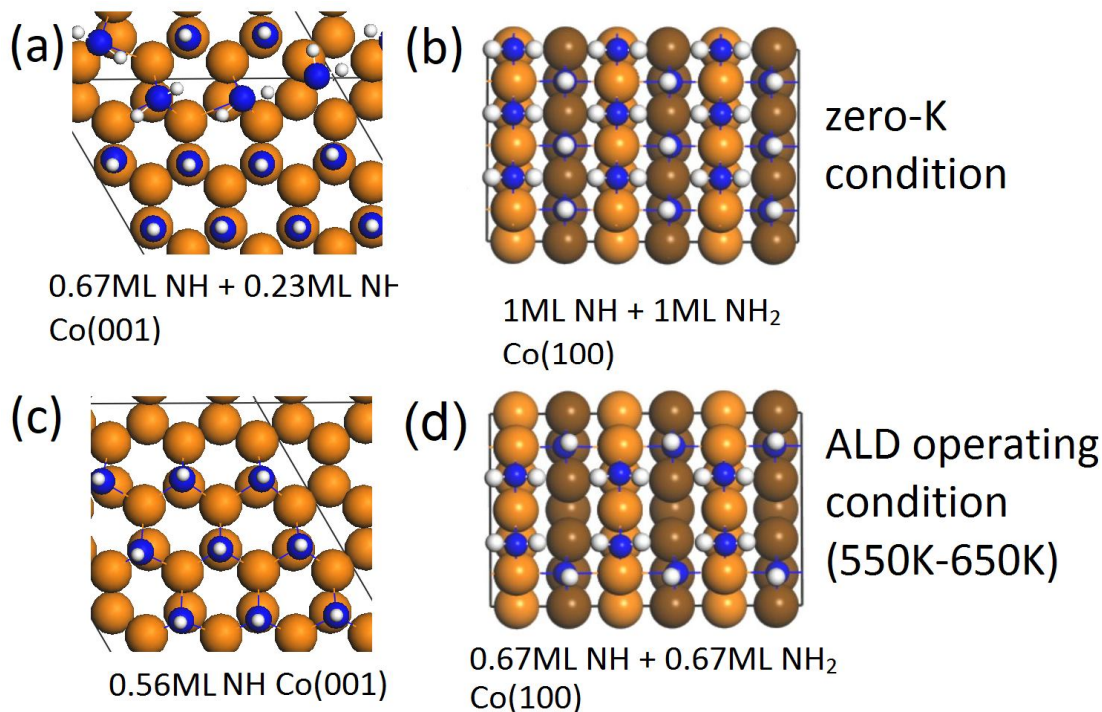 (a)
(b)
zero-K
condition
0.67ML NH + 0.23ML NH
Co(001)
1ML NH + 1ML NH₂
Co(100)
(c)
(d)
ALD operating
condition
(550K-650K)
0.56ML NH Co(001)
0.67ML NH + 0.67ML NH₂
Co(100)